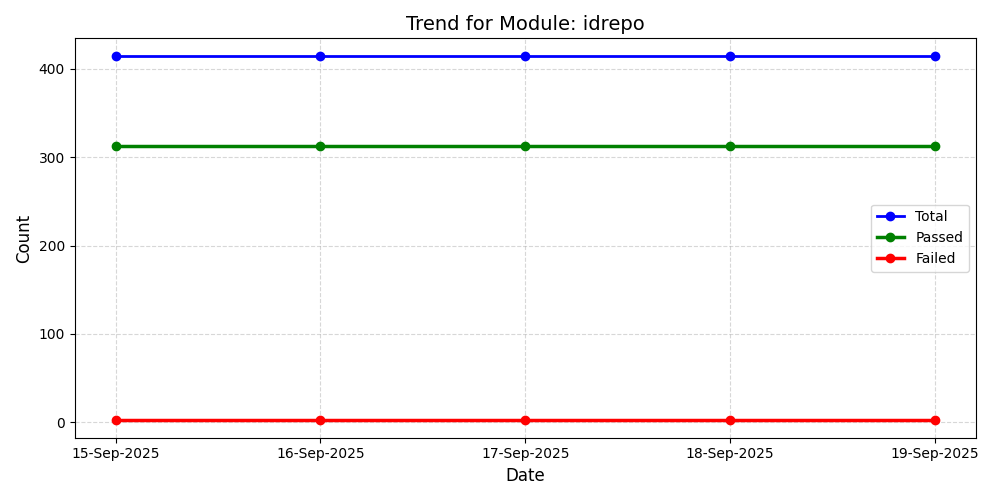 Trend for Module: idrepo
Count
400
300
200
100
0
Total
Passed
Failed
15-Sep-2025
16-Sep-2025
17-Sep-2025
18-Sep-2025
19-Sep-2025
Date